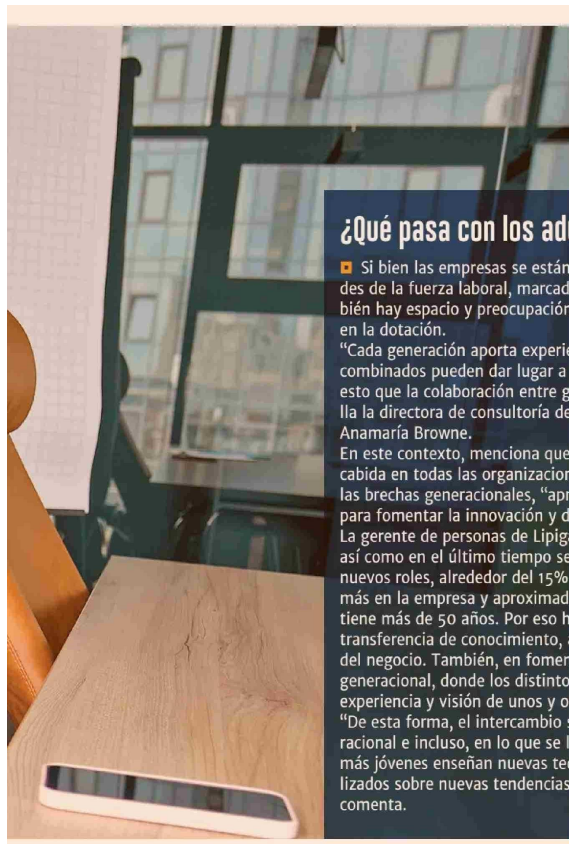 ¿Qué pasa con los adu
Si bien las empresas se están
des de la fuerza laboral, marcad
bién hay espacio y preocupación
en la dotación.
“Cada generación aporta experie
combinados pueden dar lugar a
esto que la colaboración entre g
lla la directora de consultoría de
Anamaría Browne.
En este contexto, menciona que
cabida en todas las organizacion
las brechas generacionales, “apr
para fomentar la innovación y d
La gerente de personas de Lipiga
así como en el último tiempo se
nuevos roles, alrededor del 15%
más en la empresa y aproximad
tiene más de 50 años. Por eso h
transferencia de conocimiento, a
del negocio. También, en fomen
generacional, donde los distinto
experiencia y visión de unos y o
“De esta forma, el intercambio s
racional e incluso, en lo que se l
más jóvenes enseñan nuevas tec
lizados sobre nuevas tendencias
comenta.